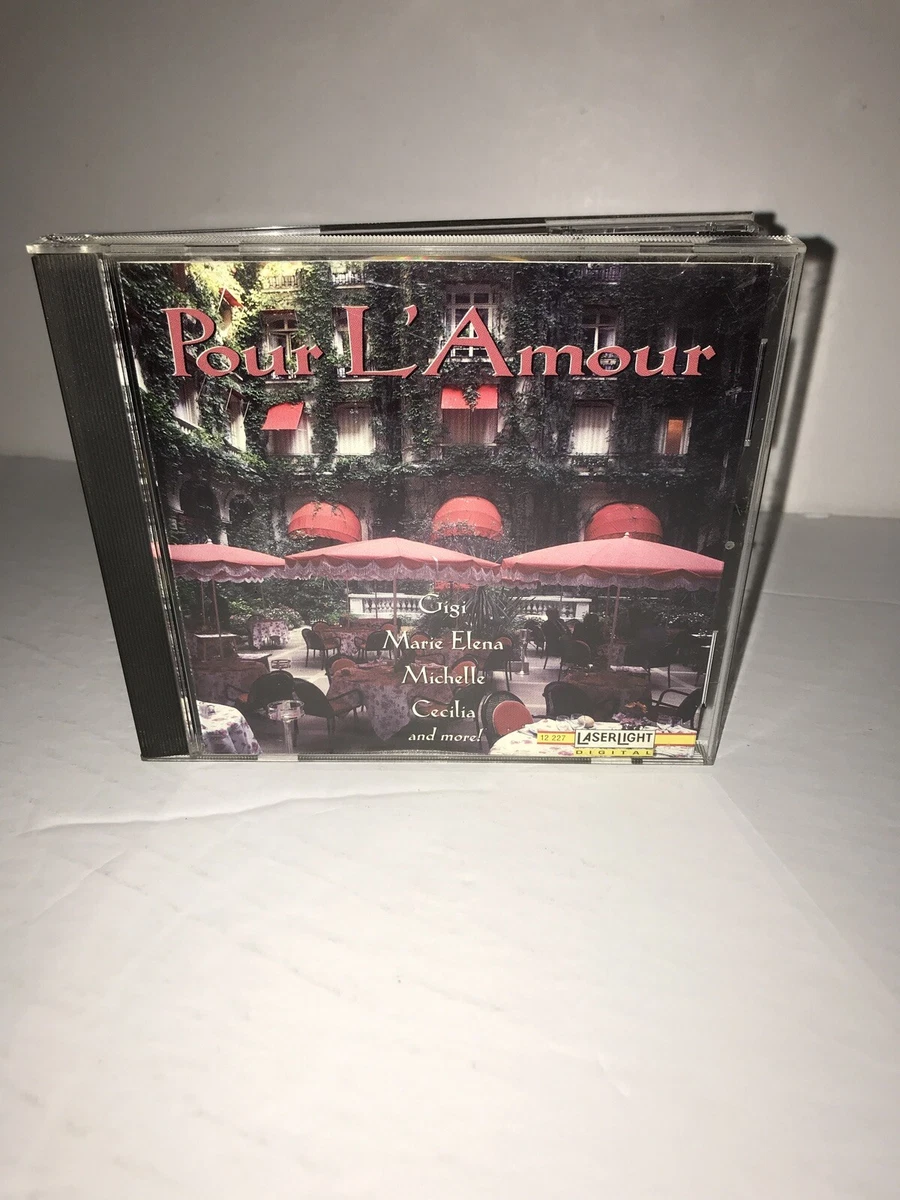 Pour L'Amour
Gigi
Marie Elena
Michelle
Cecilia
and more!
12 227
LASERLIGHT
DIGITAL